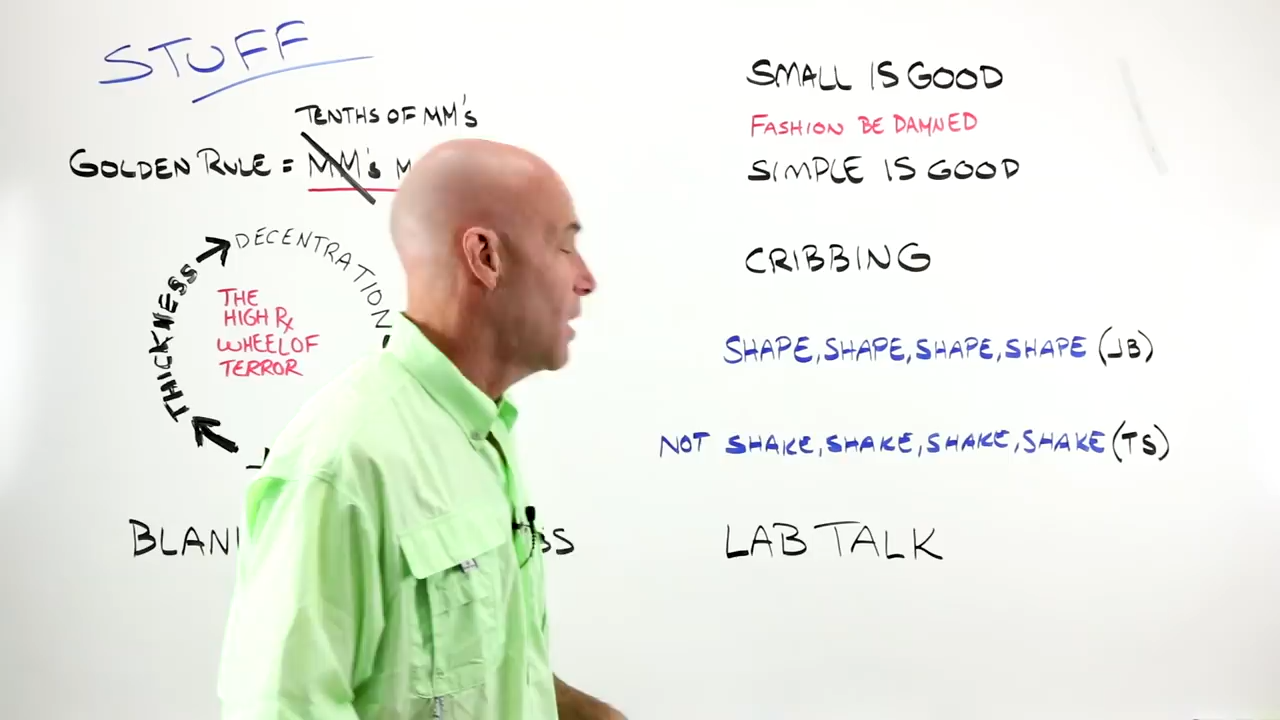 STUFF
TENTHS OF MM'S
GOLDEN RULE = MM's M
DECENTRATION
THICKNESS
THE
HIGH Rx
WHEEL OF
TERROR
SMALL IS GOOD
FASHION BE DAMNED
SIMPLE IS GOOD
CRIBBING
SHAPE, SHAPE, SHAPE, SHAPE (JB)
NOT SHAKE, SHAKE, SHAKE, SHAKE (TS)
LAB TALK